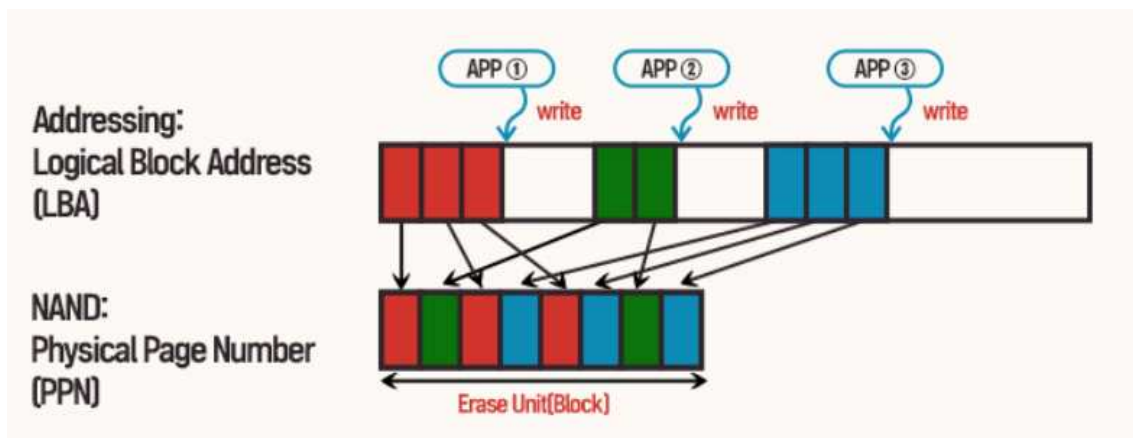 APP ①
APP ②
APP ③
write
write
write
Addressing:
Logical Block Address
(LBA)
NAND:
Physical Page Number
(PPN)
Erase Unit(Block)